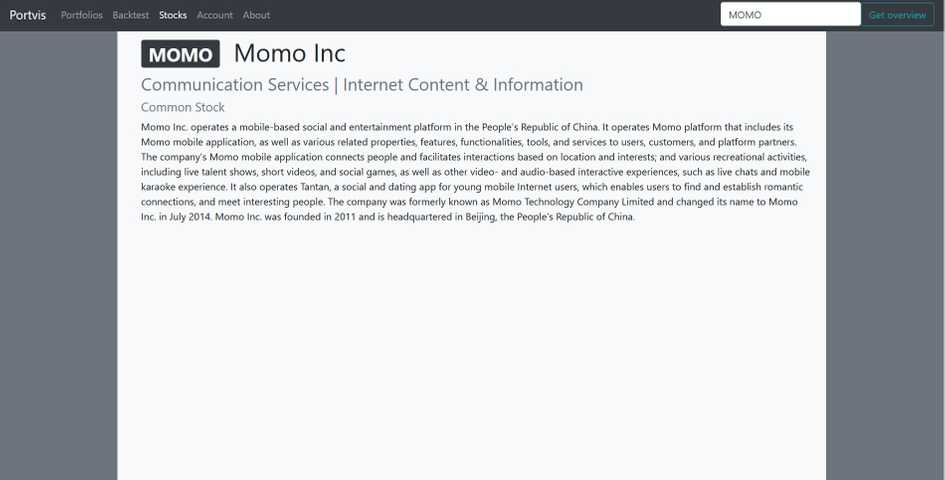 Portvis Portfolios Backtest Stocks Account About MOMO Get overview
MOMO Momo Inc
Communication Services | Internet Content & Information
Common Stock
Momo Inc. operates a mobile-based social and entertainment platform in the People's Republic of China. It operates Momo platform that includes its
Momo mobile application, as well as various related properties, features, functionalities, tools, and services to users, customers, and platform partners.
The company's Momo mobile application connects people and facilitates interactions based on location and interests; and various recreational activities,
including live talent shows, short videos, and social games, as well as other video- and audio-based interactive experiences, such as live chats and mobile
karaoke experience. It also operates Tantan, a social and dating app for young mobile Internet users, which enables users to find and establish romantic
connections, and meet interesting people. The company was formerly known as Momo Technology Company Limited and changed its name to Momo
Inc. in July 2014. Momo Inc. was founded in 2011 and is headquartered in Beijing, the People's Republic of China.